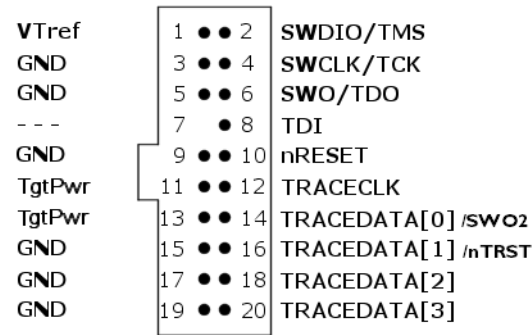 VTref 1 2 SWDIO/TMS
GND 3 4 SWCLK/TCK
GND 5 6 SWO/TDO
--- 7 8 TDI
GND 9 10 nRESET
TgtPwr 11 12 TRACECLK
TgtPwr 13 14 TRACEDATA[0] /SWO2
GND 15 16 TRACEDATA[1] /nTRST
GND 17 18 TRACEDATA[2]
GND 19 20 TRACEDATA[3]